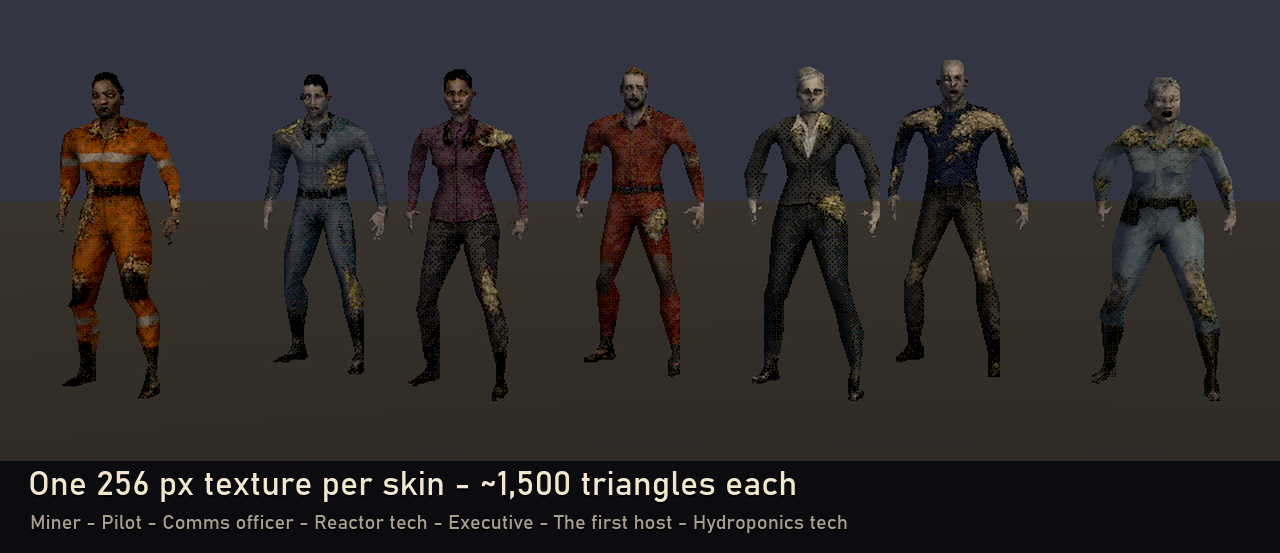 One 256 px texture per skin - ~1,500 triangles each
Miner - Pilot - Comms officer - Reactor tech - Executive - The first host - Hydroponics tech